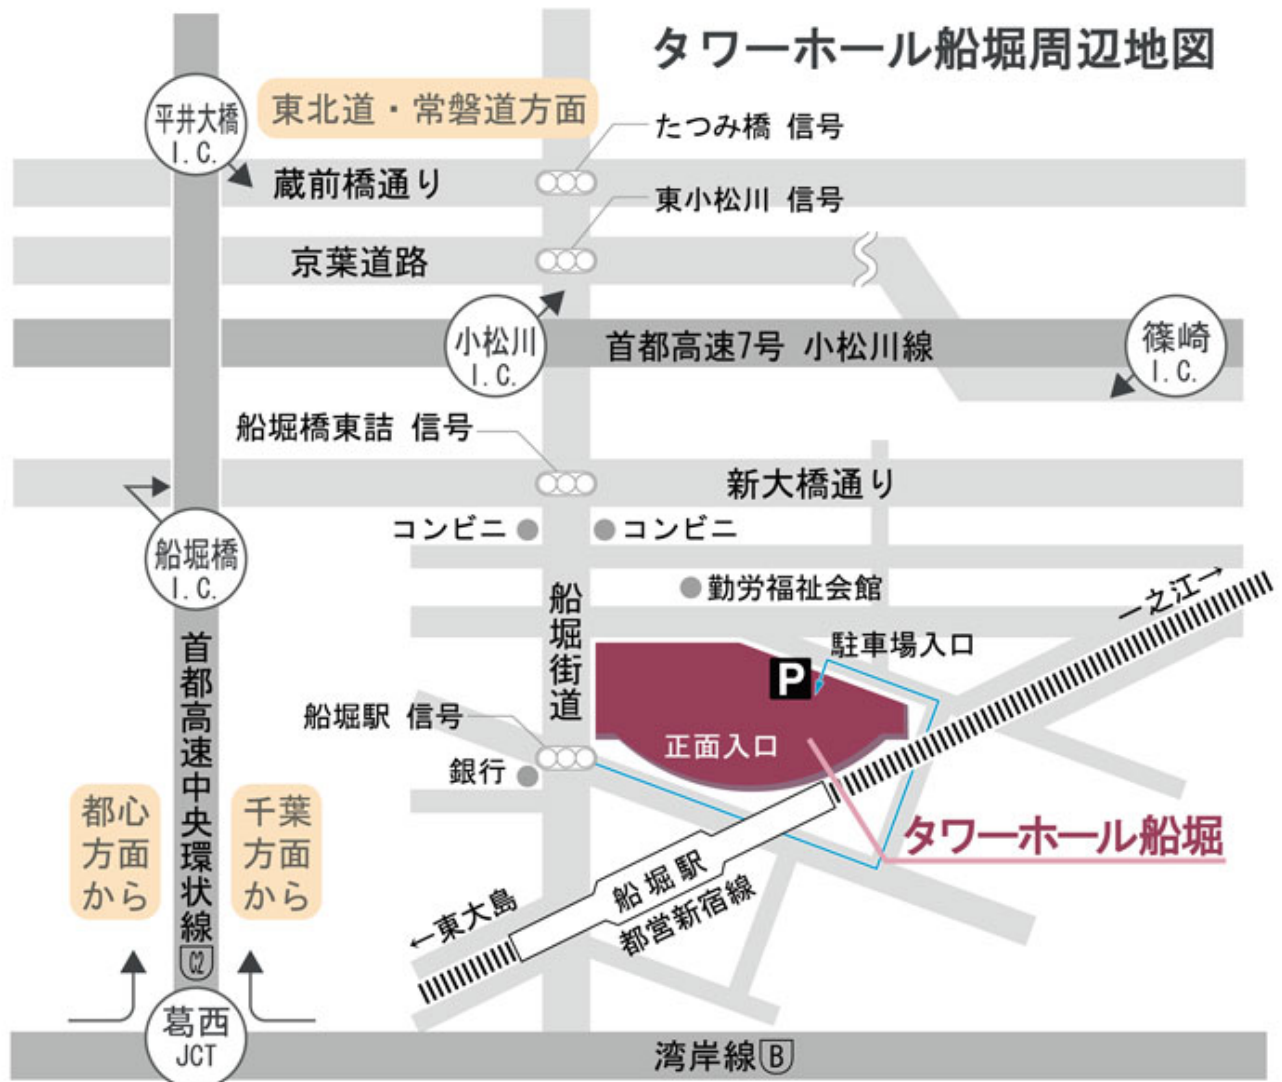 タワーホール船堀周辺地図
平井大橋
I.C.
東北道・常磐道方面
たつみ橋 信号
蔵前橋通り
東小松川 信号
京葉道路
小松川
I.C.
首都高速7号 小松川線
篠崎
I.C.
船堀橋東詰 信号
新大橋通り
コンビニ
コンビニ
船堀橋
I.C.
勤労福祉会館
船堀街道
一之江→
駐車場入口
P
首都高速中央環状線
C2
船堀駅 信号
正面入口
銀行
都心
方面
から
千葉
方面
から
タワーホール船堀
船堀駅
都営新宿線
←東大島
葛西
JCT
湾岸線
B